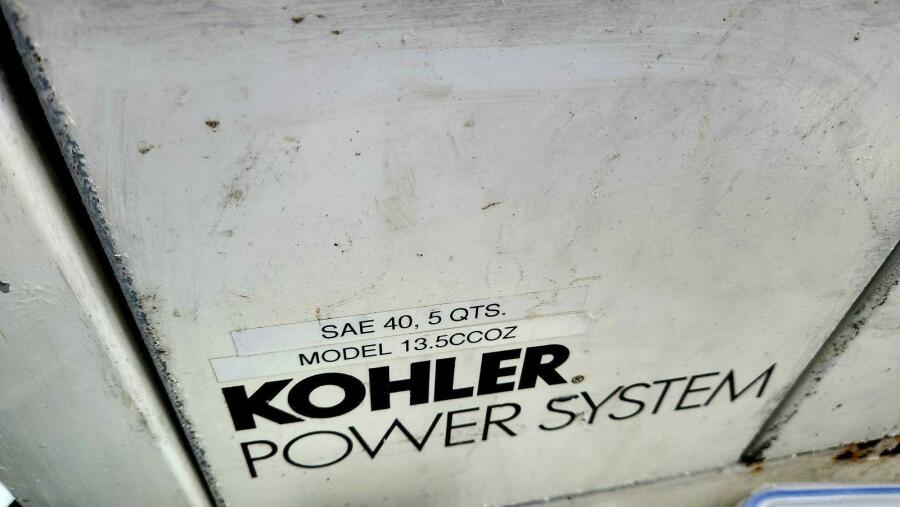 SAE 40, 5 QTS.
MODEL 13.5CCOZ
KOHLER®
POWER SYSTEM